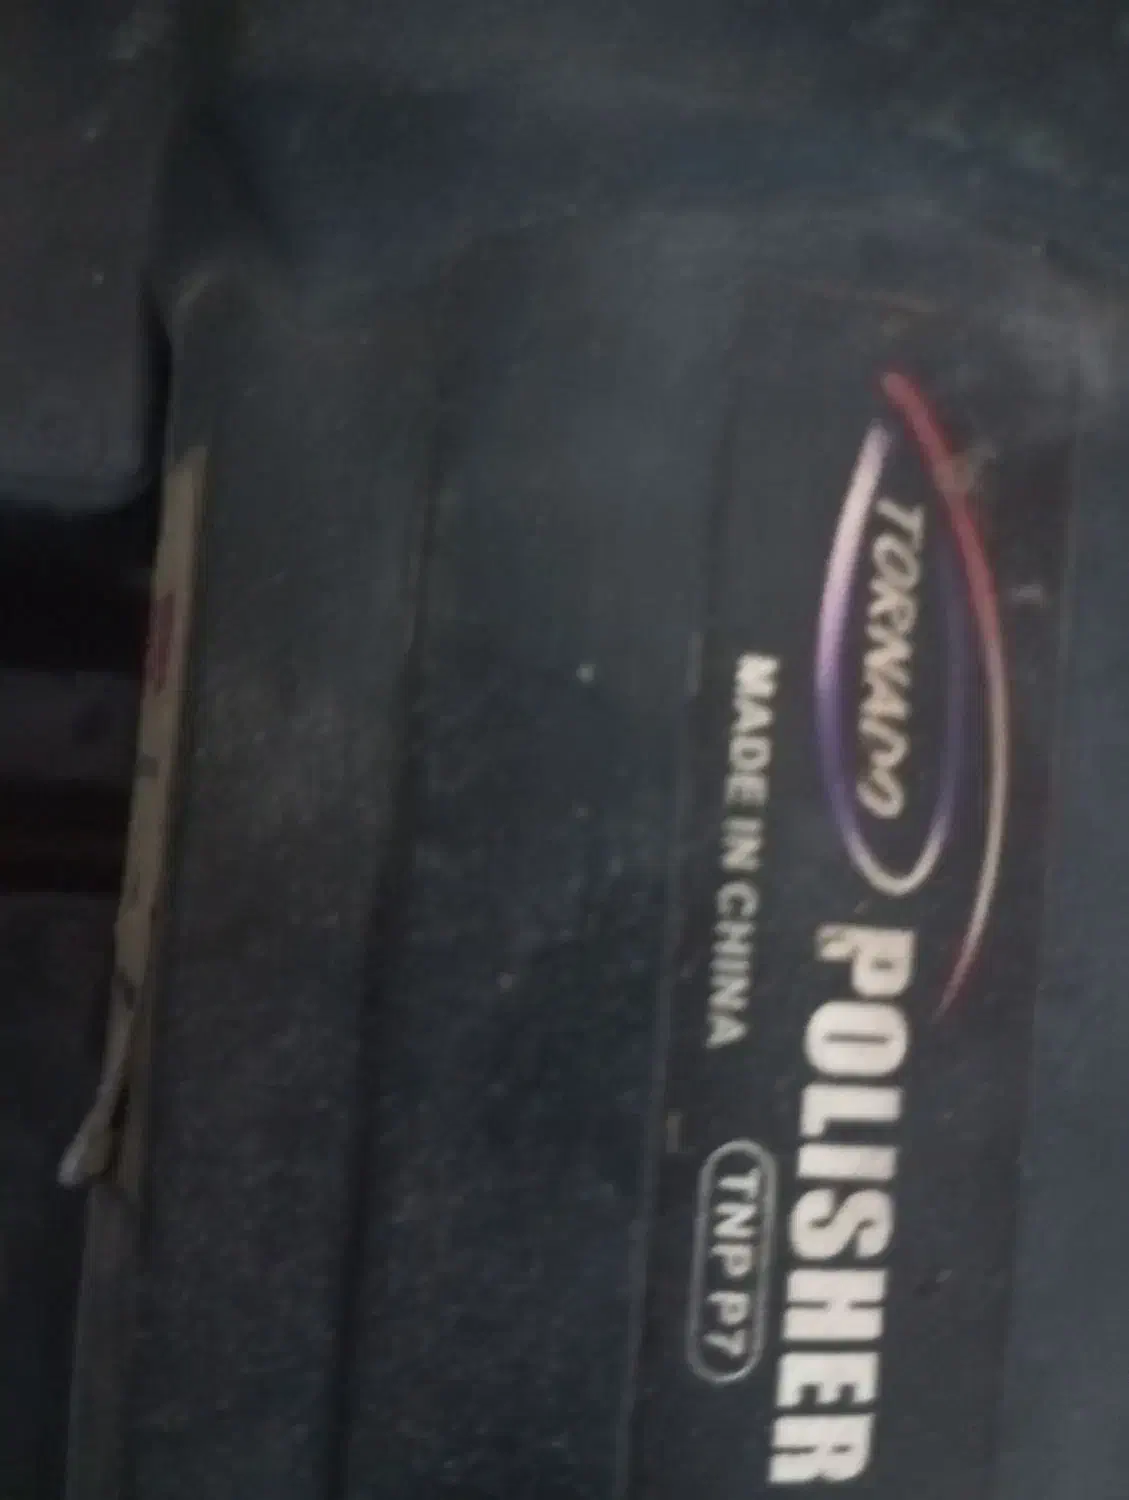 TORNADO
POLISHER
MADE IN CHINA
TNP P7